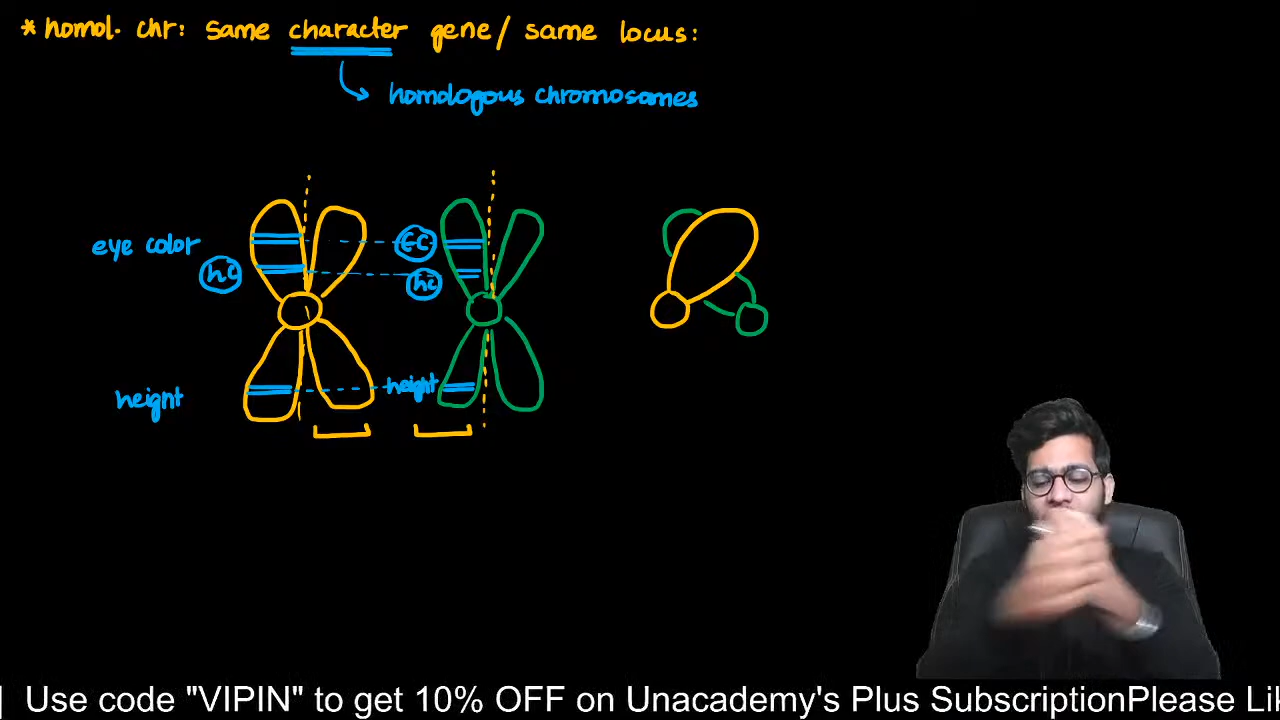 * homol. chr: same character gene / same locus:
homologous chromosomes
eye color
EC
hc
hc
height
height
Use code "VIPIN" to get 10% OFF on Unacademy's Plus SubscriptionPlease Li